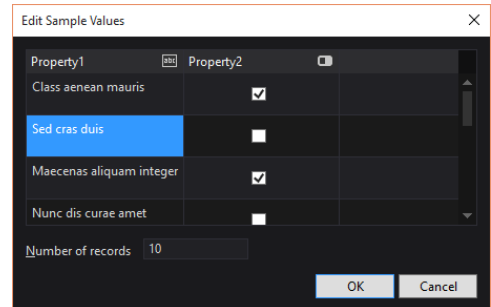 Edit Sample Values
Property1 abc Property2
Class aenean mauris
Sed cras duis
Maecenas aliquam integer
Nunc dis curae amet
Number of records 10
OK Cancel